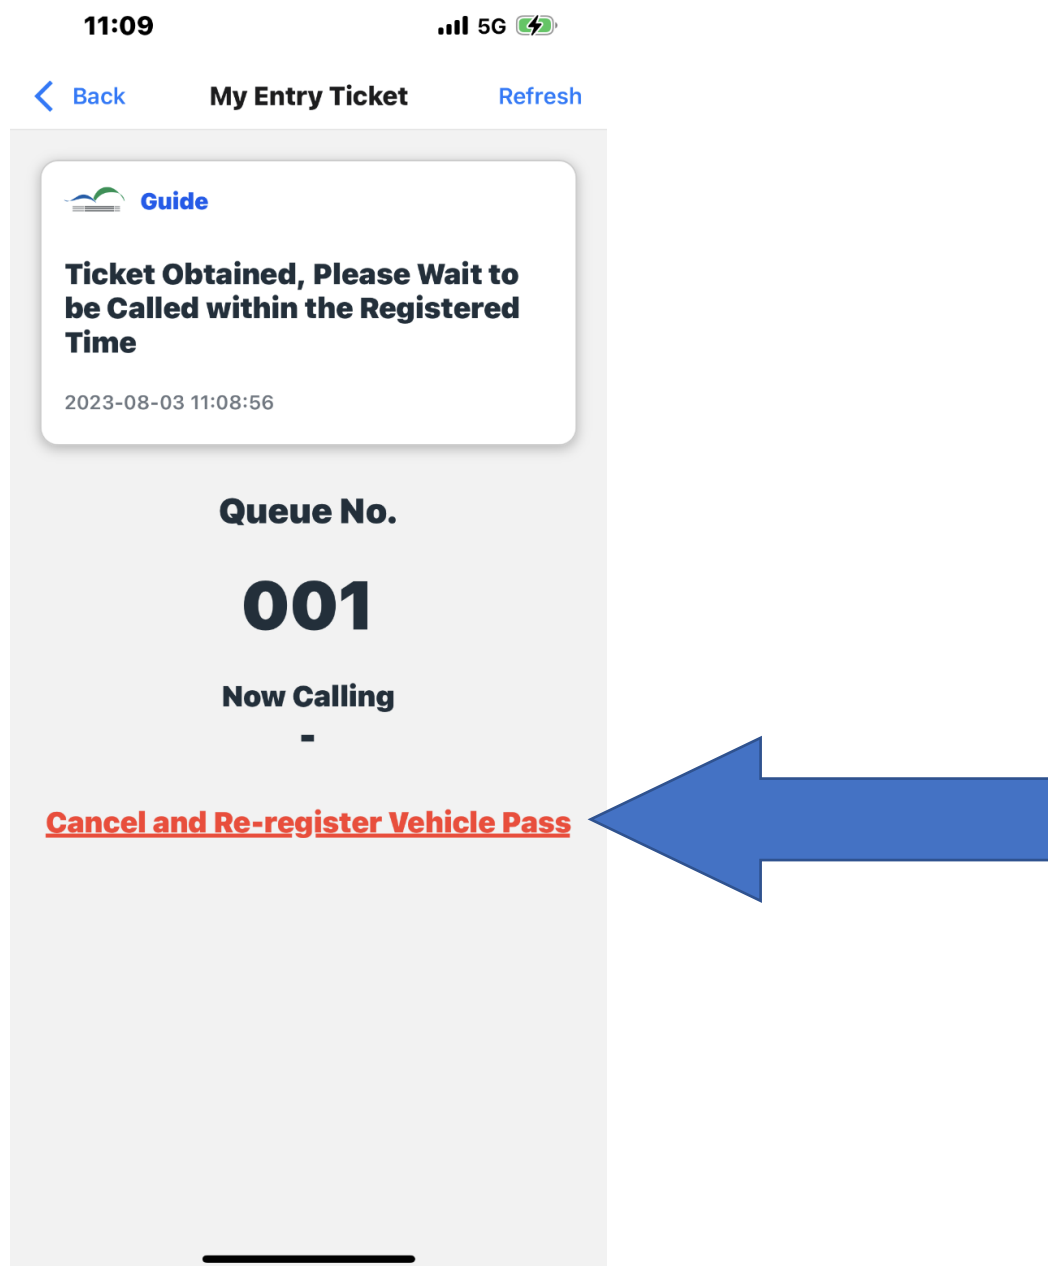 11:09 5G
Back My Entry Ticket Refresh
Guide
Ticket Obtained, Please Wait to
be Called within the Registered
Time
2023-08-03 11:08:56
Queue No.
001
Now Calling
-
Cancel and Re-register Vehicle Pass